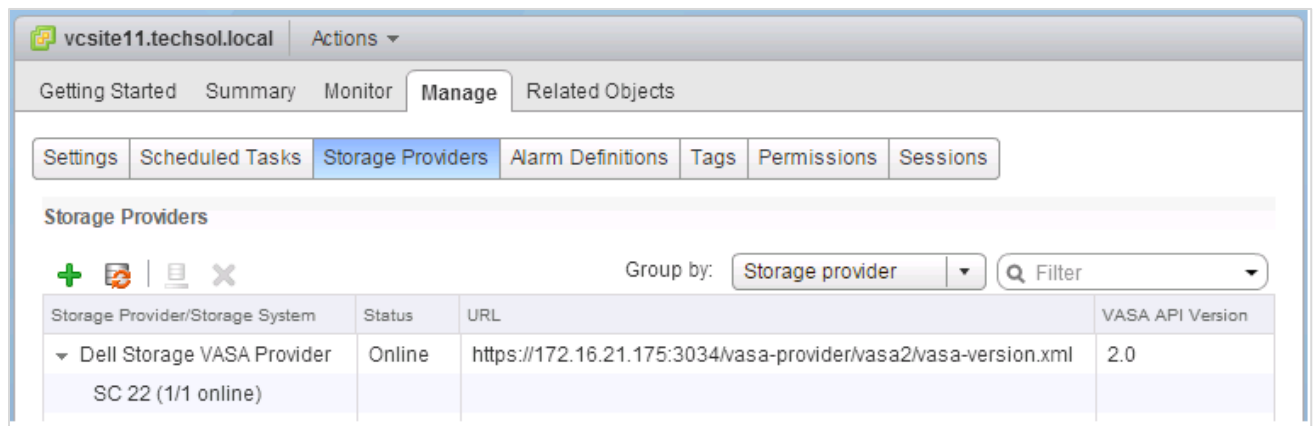 vcsite11.techsol.local Actions
Getting Started Summary Monitor Manage Related Objects
Settings Scheduled Tasks Storage Providers Alarm Definitions Tags Permissions Sessions
Storage Providers
Group by: Storage provider Filter
Storage Provider/Storage System Status URL VASA API Version
Dell Storage VASA Provider Online https://172.16.21.175:3034/vasa-provider/vasa2/vasa-version.xml 2.0
SC 22 (1/1 online)